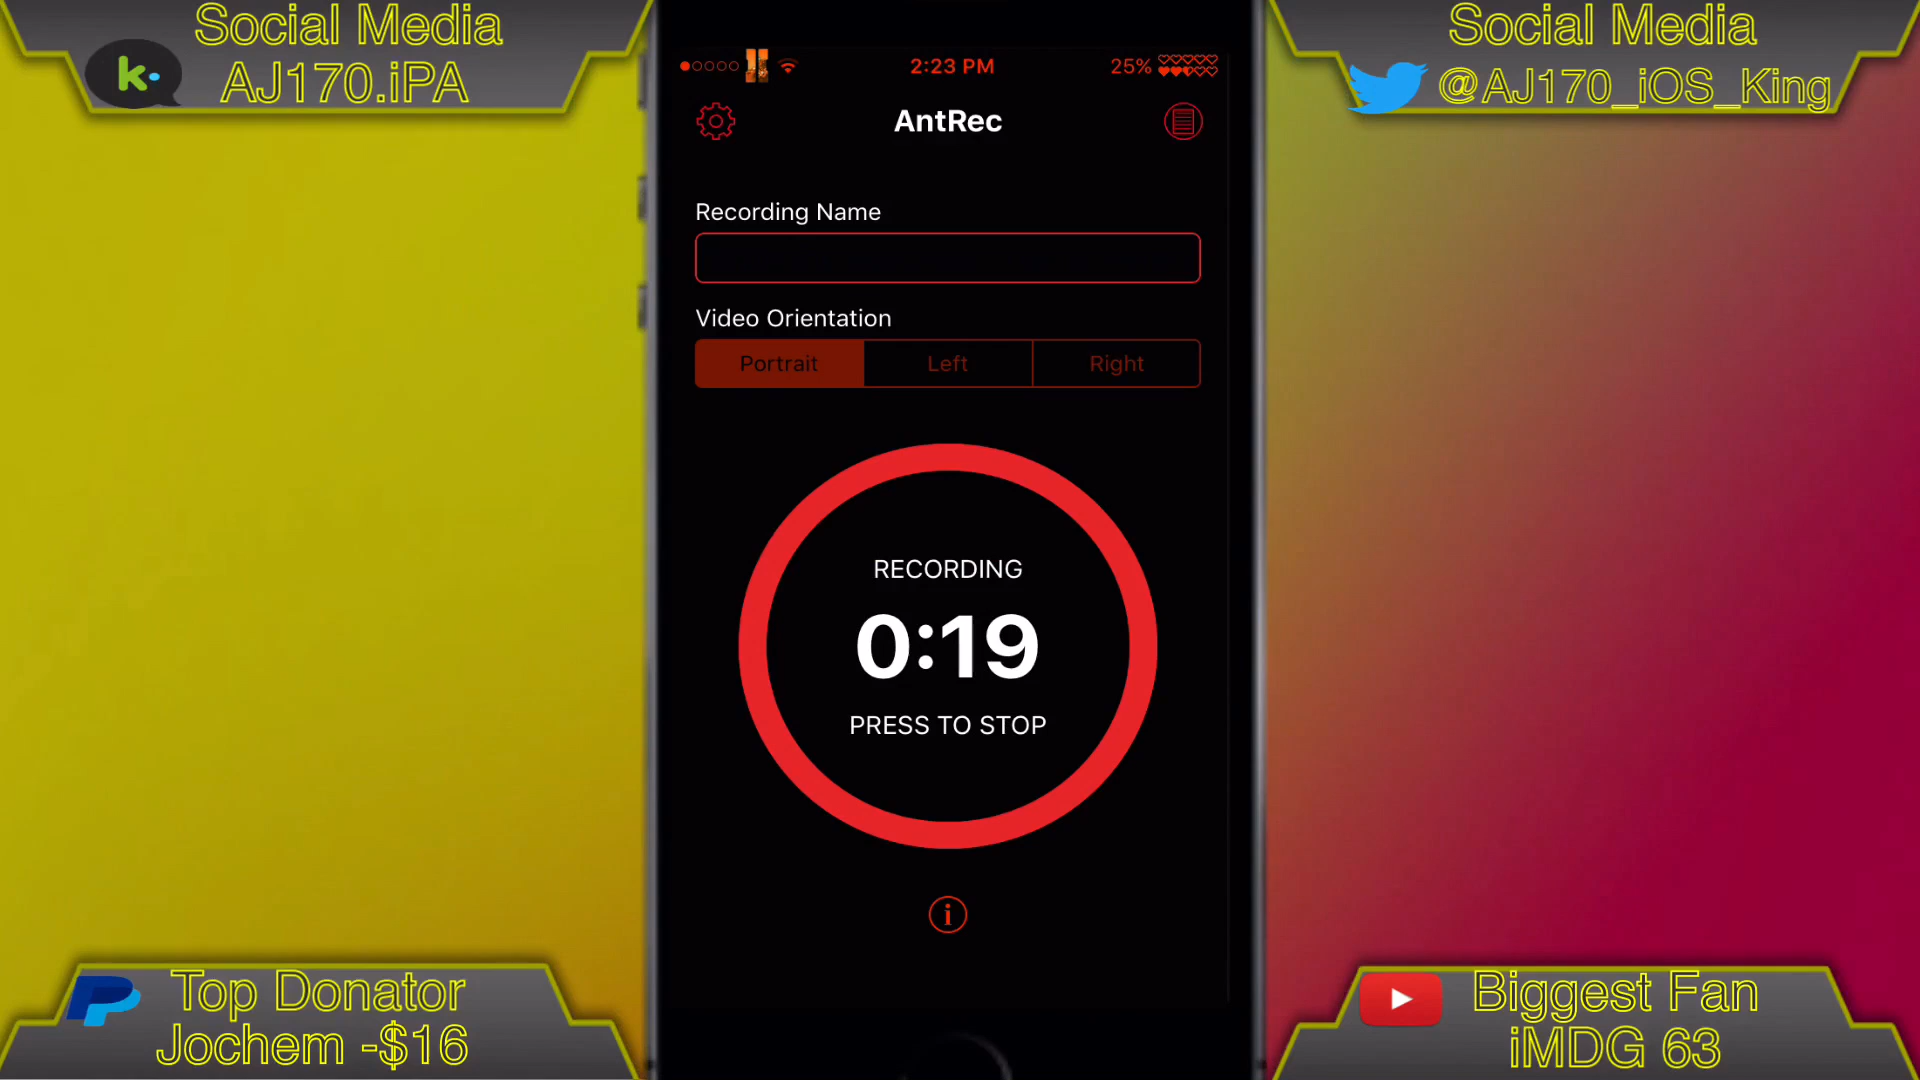 Social Media
k.
AJ170.iPA
Social Media
@AJ170_iOS_King
2:23 PM
25%
AntRec
Recording Name
Video Orientation
Portrait
Left
Right
RECORDING
0:19
PRESS TO STOP
i
Top Donator
Jochem -$16
Biggest Fan
iMDG 63